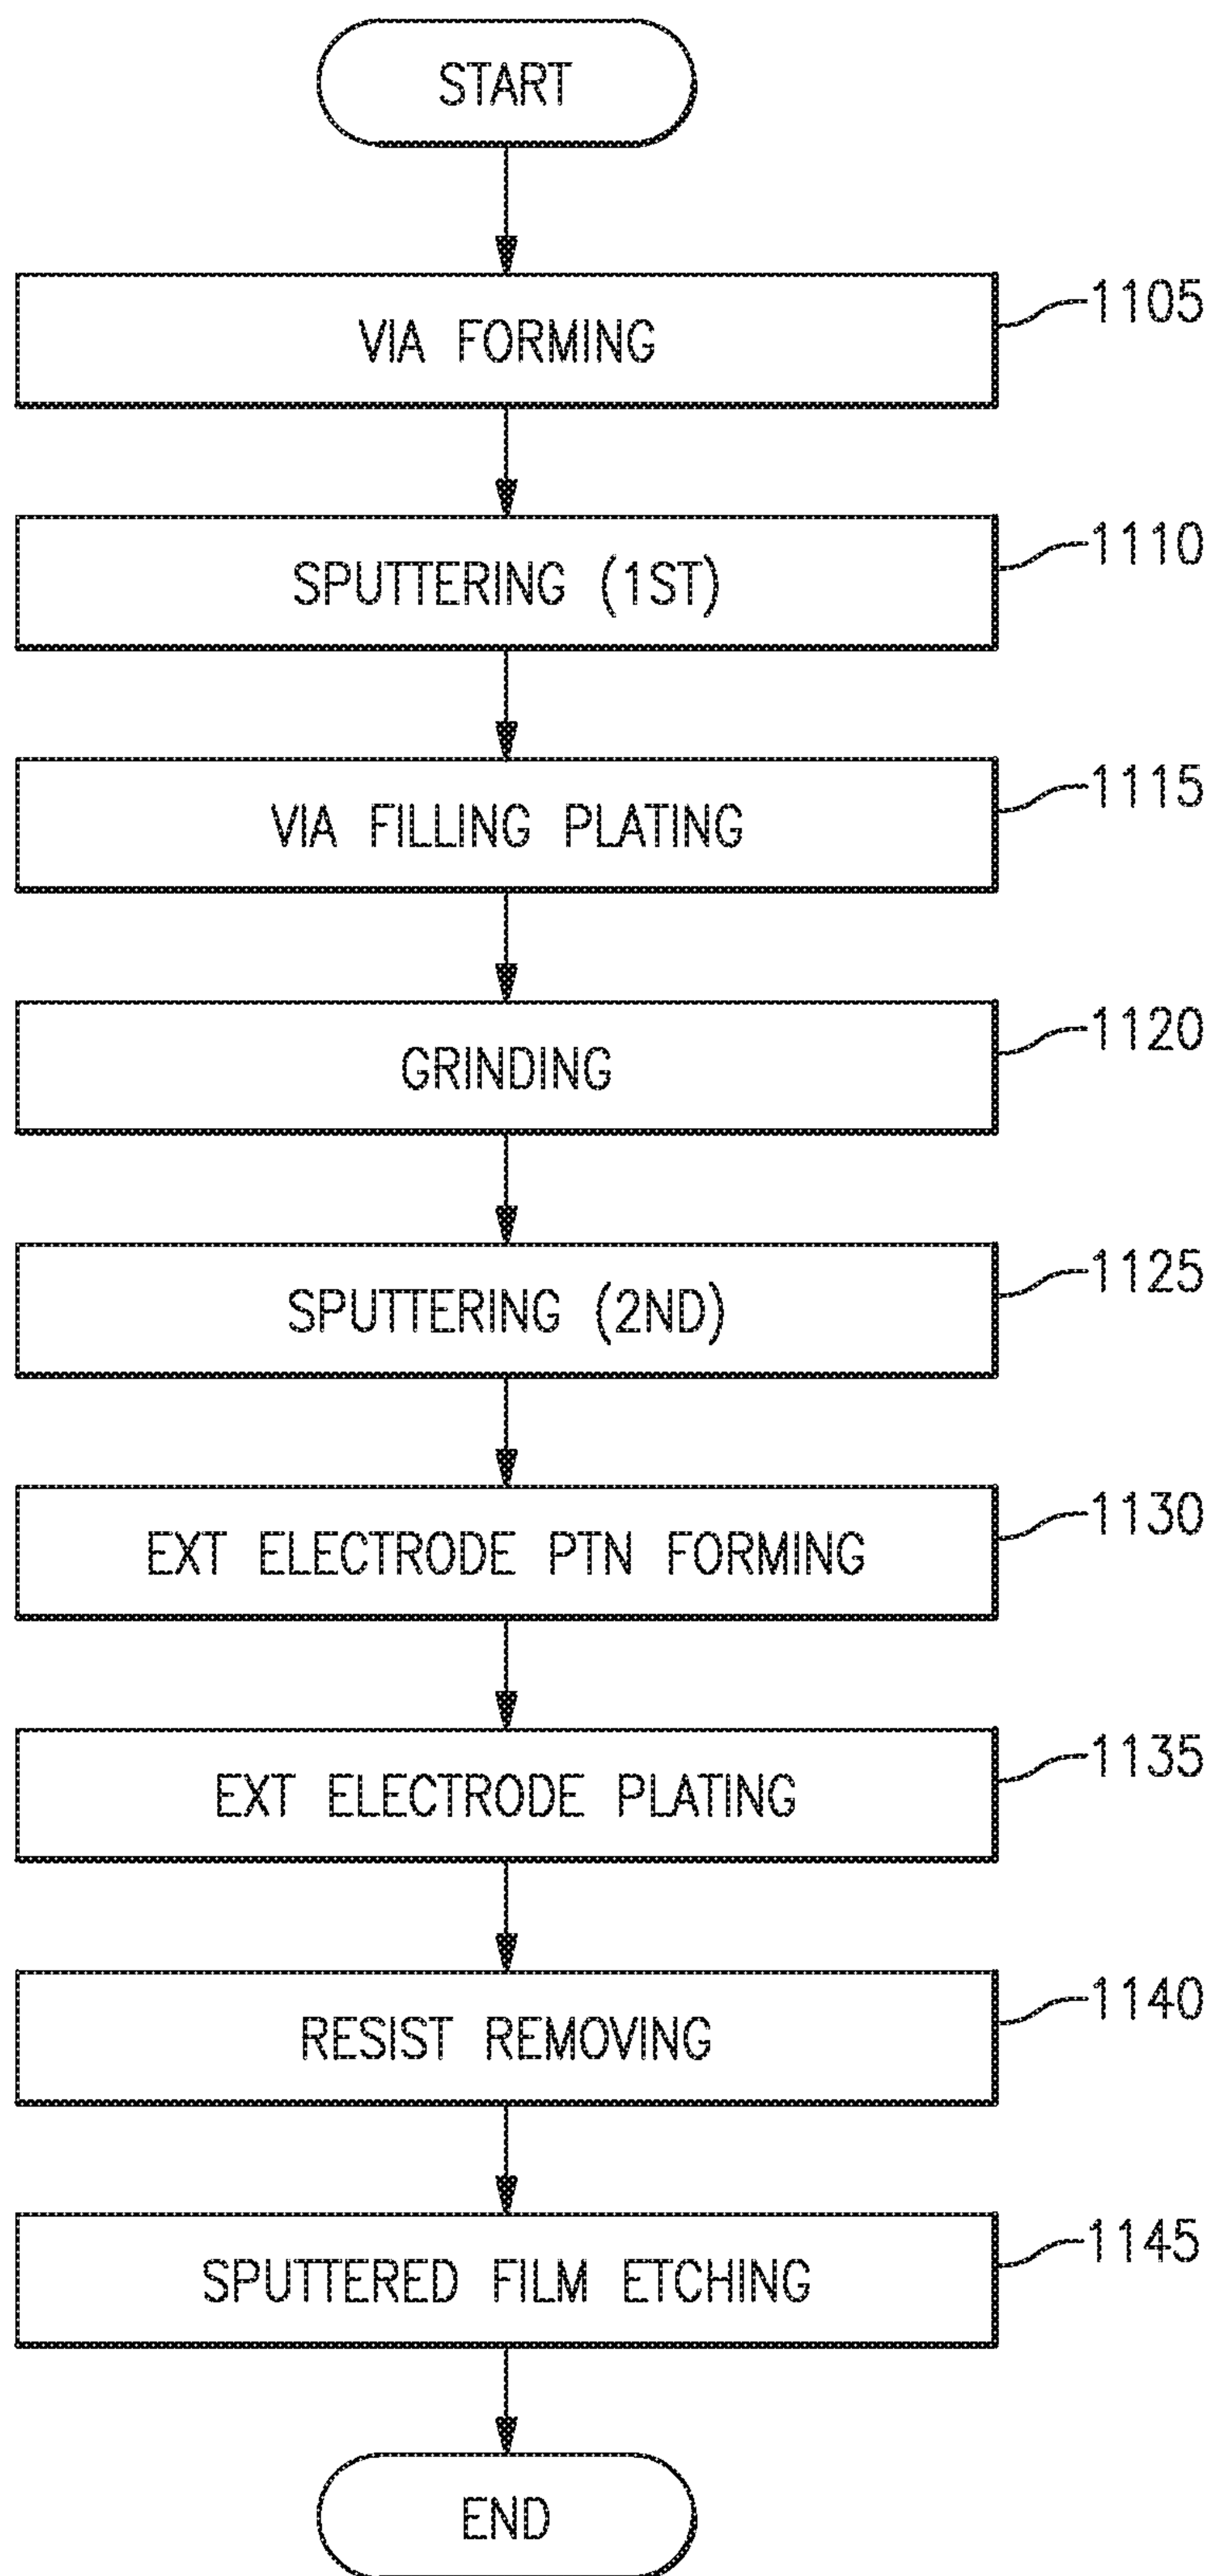 START
VIA FORMING
1105
SPUTTERING (1ST)
1110
VIA FILLING PLATING
1115
GRINDING
1120
SPUTTERING (2ND)
1125
EXT ELECTRODE PTN FORMING
1130
EXT ELECTRODE PLATING
1135
RESIST REMOVING
1140
SPUTTERED FILM ETCHING
1145
END